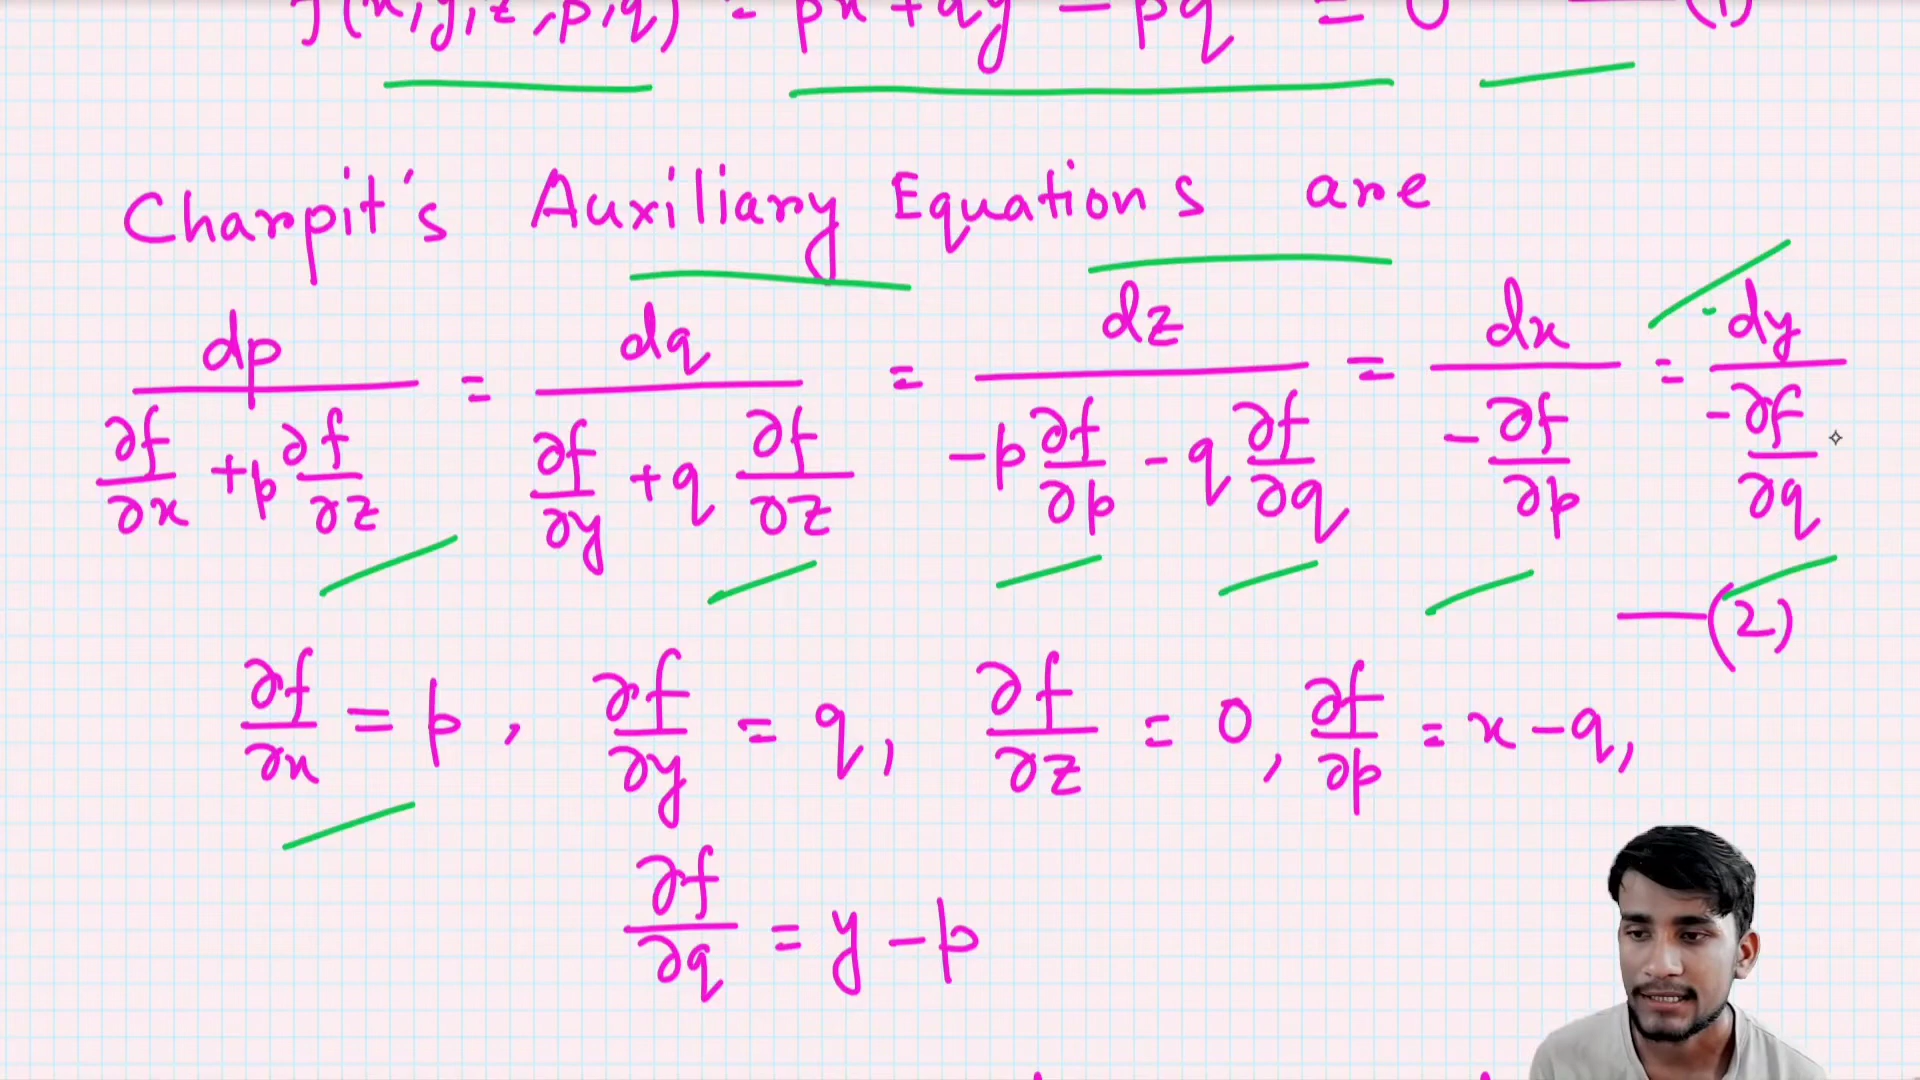 f(x,y,z,p,q) = px + qy - pq = 0 —(1)
Charpit's Auxiliary Equations are
dp/(∂f/∂x + p ∂f/∂z) = dq/(∂f/∂y + q ∂f/∂z) = dz/(-p ∂f/∂p - q ∂f/∂q) = dx/(-∂f/∂p) = dy/(-∂f/∂q)
—(2)
∂f/∂x = p, ∂f/∂y = q, ∂f/∂z = 0, ∂f/∂p = x - q,
∂f/∂q = y - p